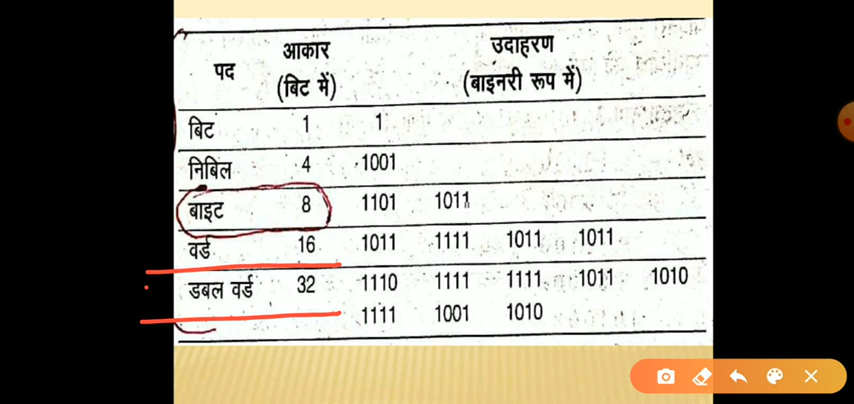 पद आकार (बिट में) उदाहरण (बाइनरी रूप में)
बिट 1 1
निबिल 4 1001
बाइट 8 1101 1011
वर्ड 16 1011 1111 1011 1011
डबल वर्ड 32 1110 1111 1111 1011 1010
1111 1001 1010